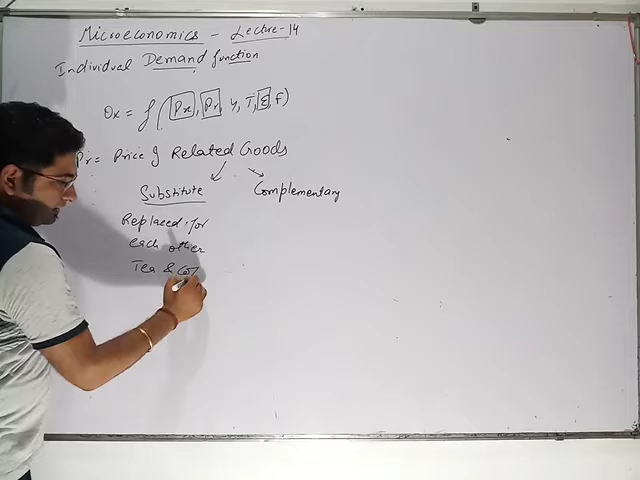 Microeconomics - Lecture-14
Individual Demand function
Dx = f(Px, Pr, Y, T, E, F)
Pr = Price of Related Goods
Substitute Complementary
Replaced for
each other
Tea & Cof